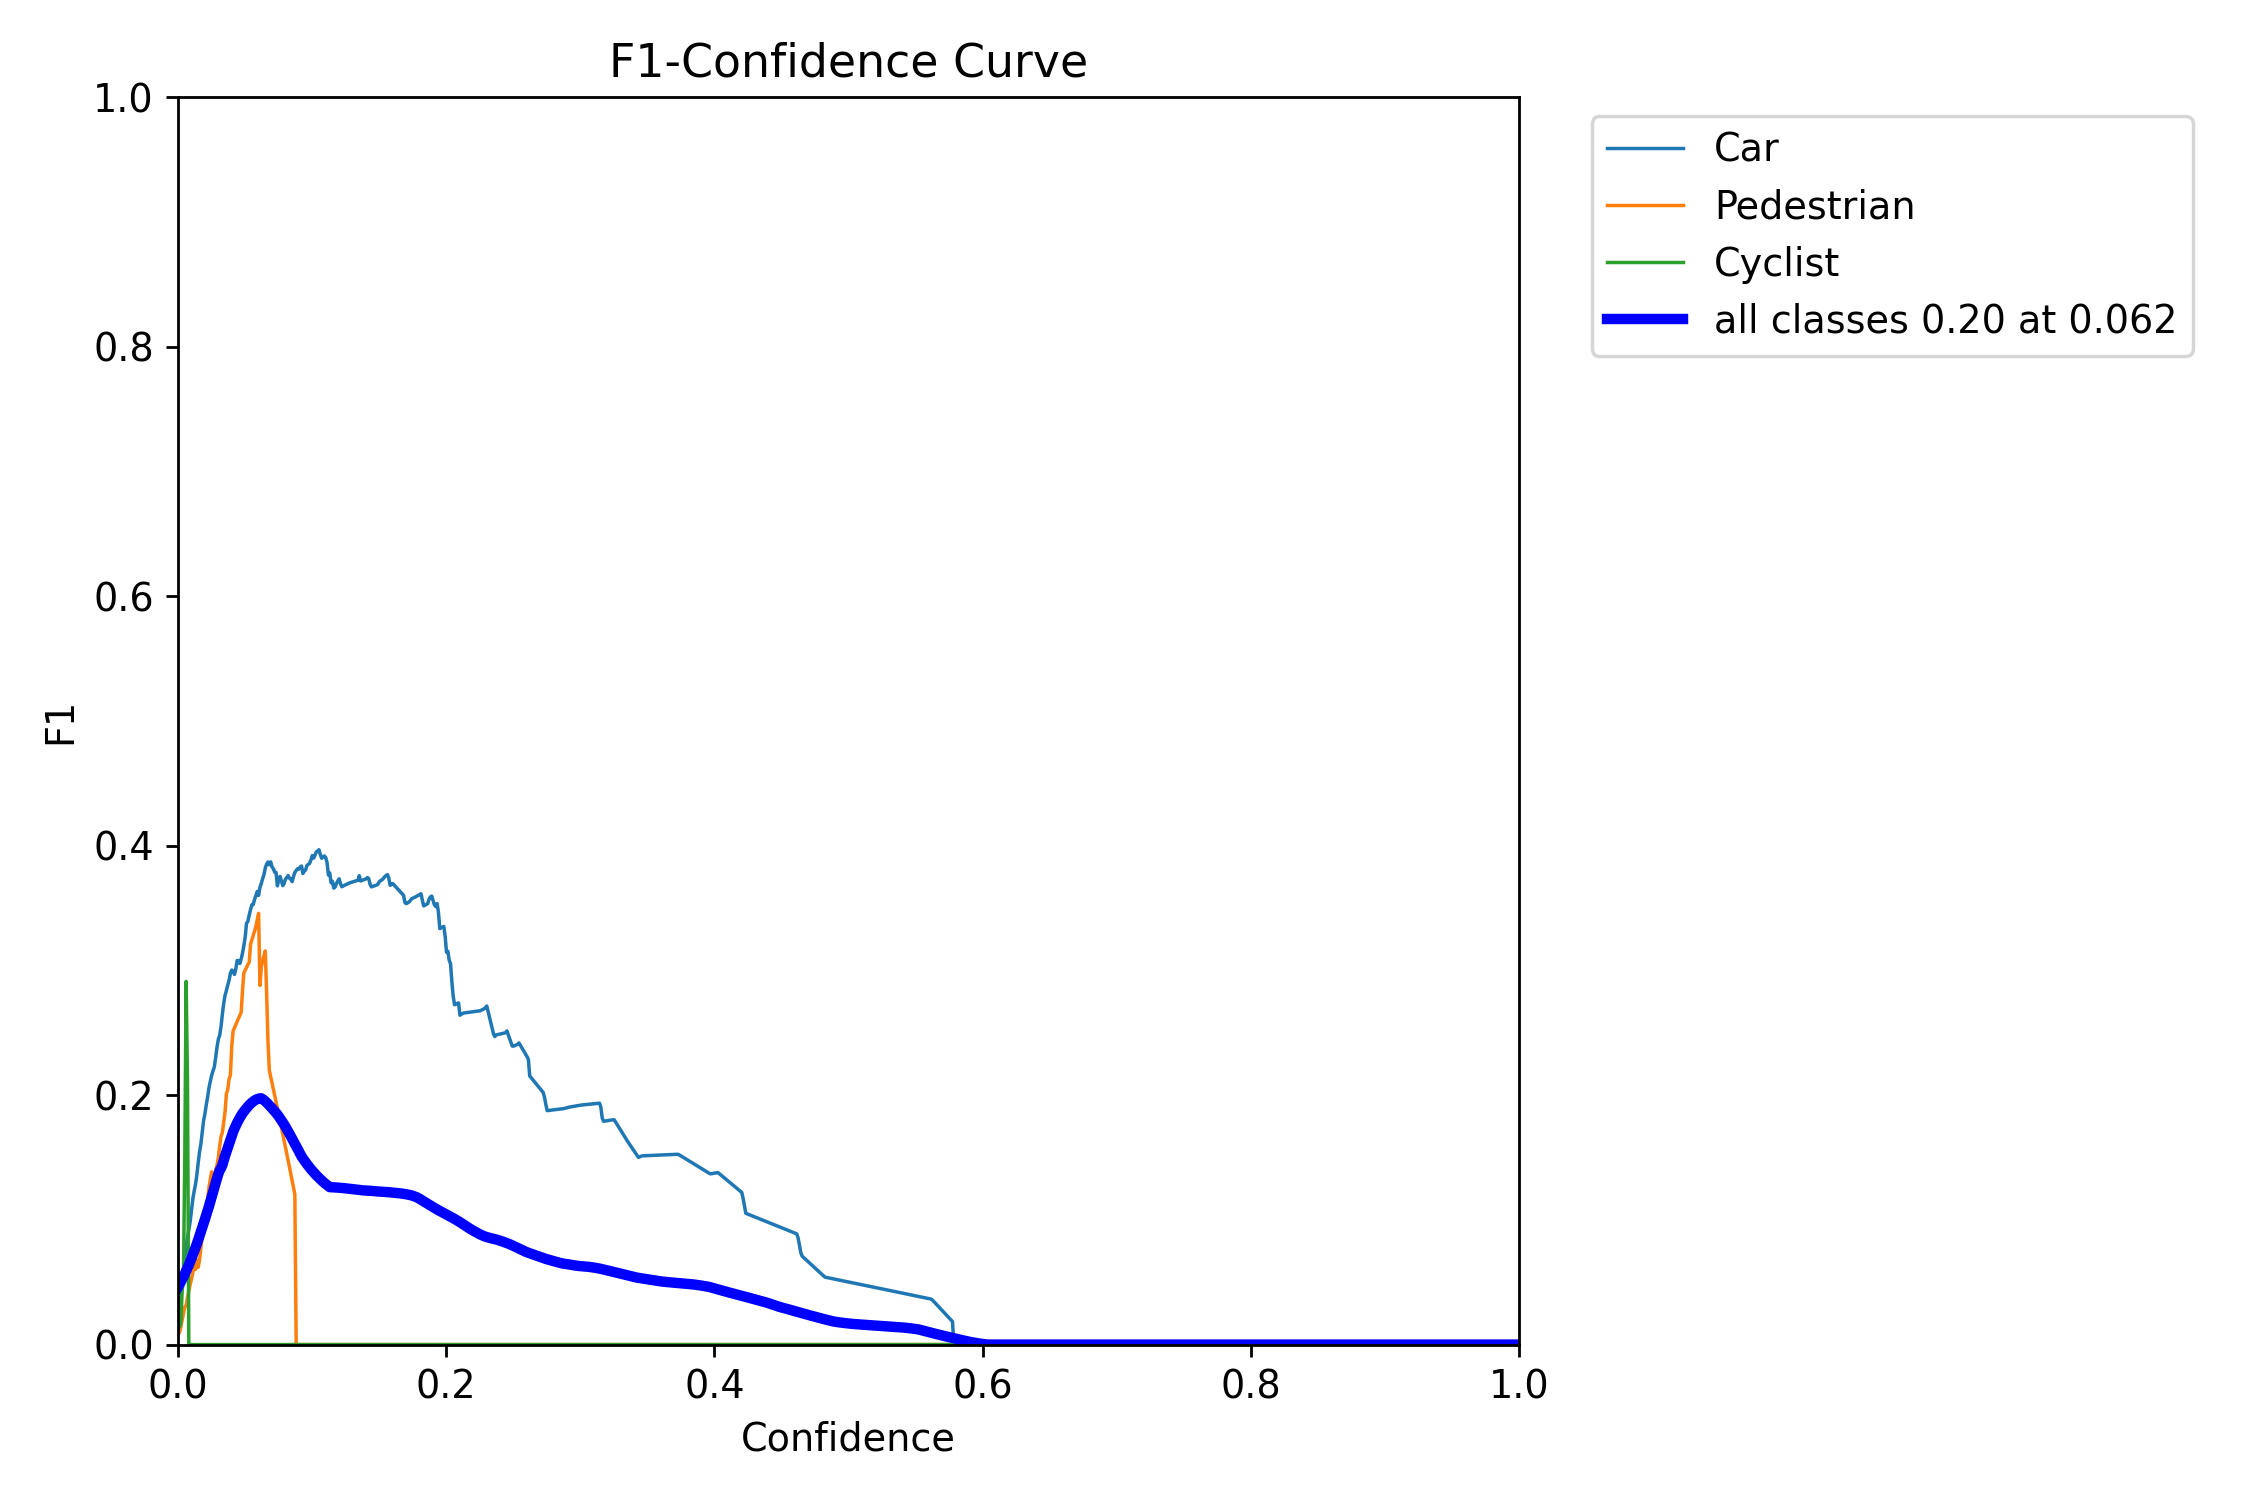 F1-Confidence Curve
1.0
0.8
0.6
0.4
0.2
0.0
F1
0.0 0.2 0.4 0.6 0.8 1.0
Confidence
Car
Pedestrian
Cyclist
all classes 0.20 at 0.062